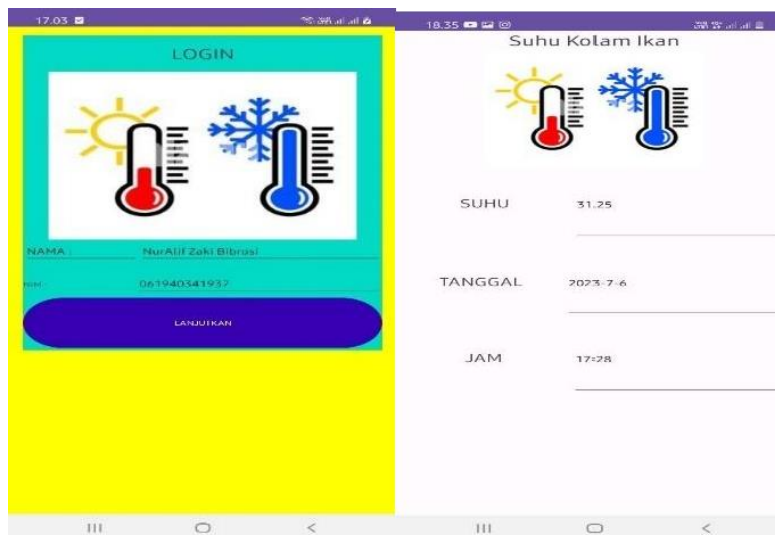 17.03
LOGIN
NAMA :
NurAlif Zaki Bibrosi
NIM
061940341937
LANJUTKAN
18.35
Suhu Kolam Ikan
SUHU
31.25
TANGGAL
2023-7-6
JAM
17:28